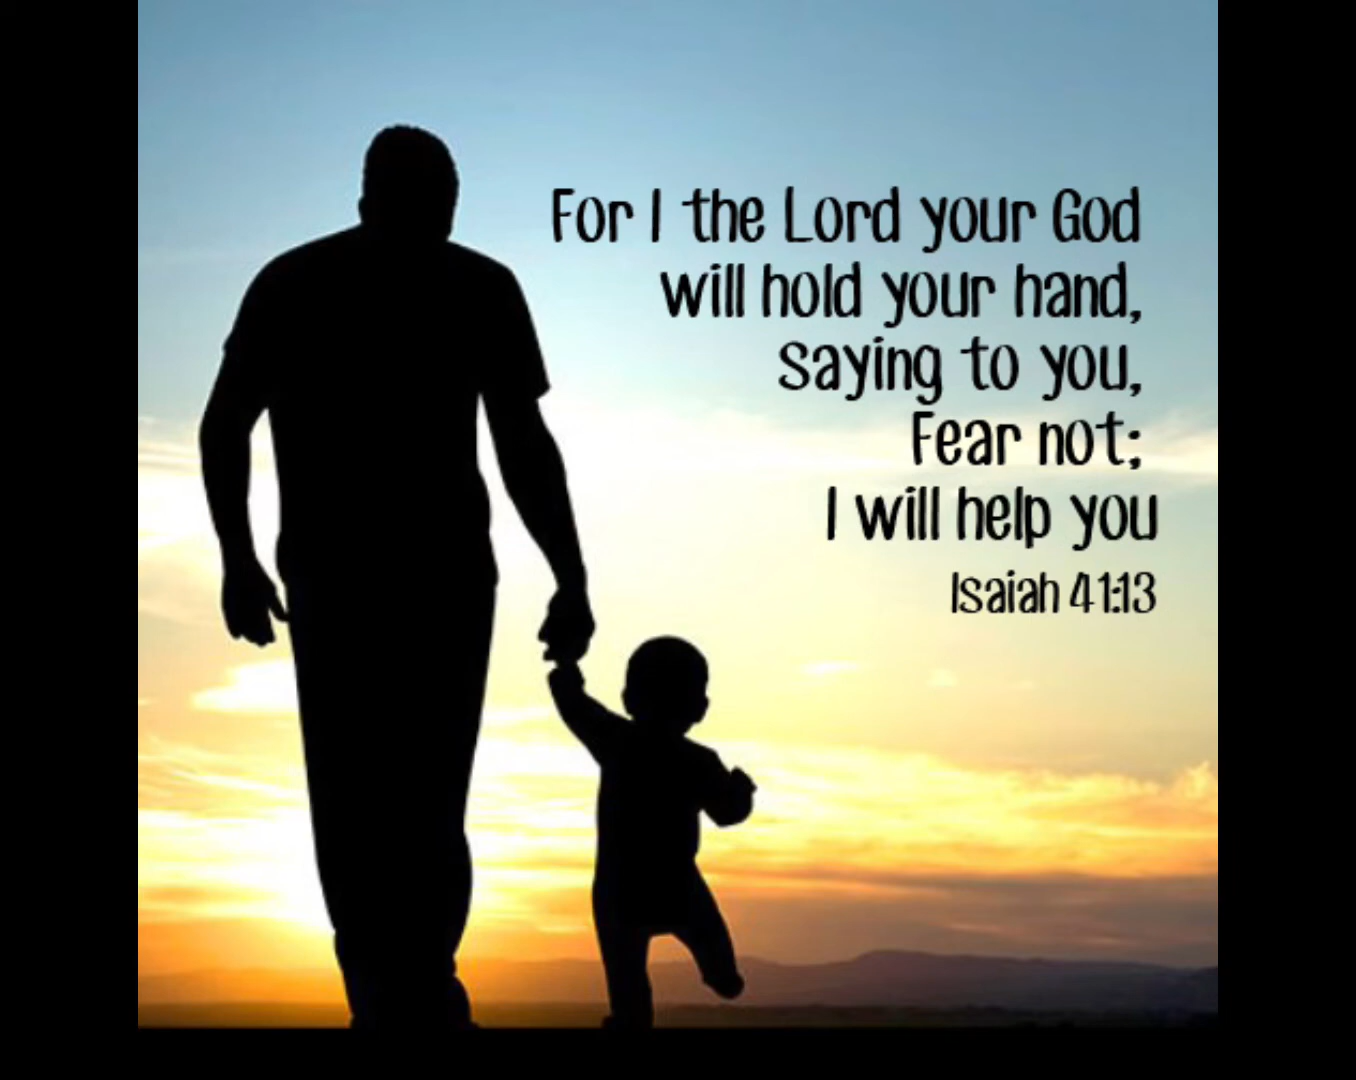 For I the Lord your God
will hold your hand,
saying to you,
Fear not;
I will help you
Isaiah 41:13